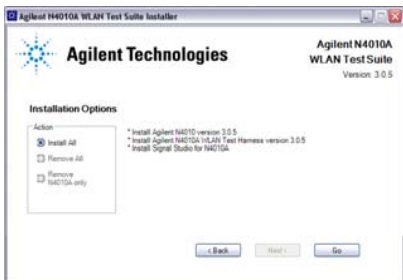 Agilent N4010A WLAN Test Suite Installer
Agilent Technologies
Agilent N4010A
WLAN Test Suite
Version: 3.0.5
Installation Options
Action
Install All
Remove All
Remove
N4010A only
* Install Agilent N4010 version 3.0.5
* Install Agilent N4010A WLAN Test Harness version 3.0.5
* Install Signal Studio for N4010A
< Back
Next >
Go